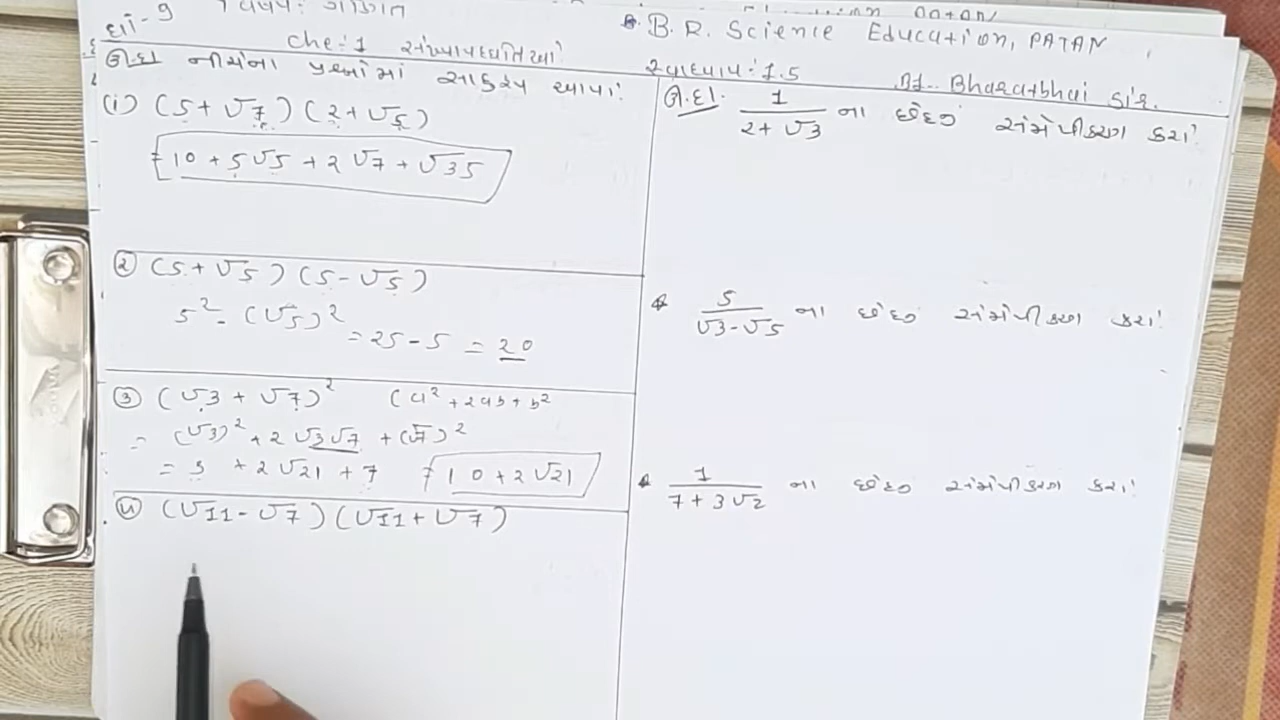 ધો-9 વિષય: ગણિત
B.R. Science Education, PATAN
Che:1 સંખ્યાપદ્ધતિઓ
સ્વાધ્યાય: 1.5 By. Bharatbhai Sir.
ઉ.દા નીચેના પ્રશ્નોમાં સાદુરૂપ આપો:
(i) (5+√7)(2+√5)
=10+5√5+2√7+√35
② (5+√5)(5-√5)
5²-(√5)²
=25-5 = 20
③ (√3+√7)² (a²+2ab+b²
= (√3)²+2√3√7+(√7)²
= 3 +2√21+7 =10+2√21
④ (√11-√7)(√11+√7)
ઉ.દા. 1/(2+√3) ના છેદનું સંમેયીકરણ કરો:
5/(√3-√5) ના છેદનું સંમેયીકરણ કરો:
1/(7+3√2) ના છેદનું સંમેયીકરણ કરો: